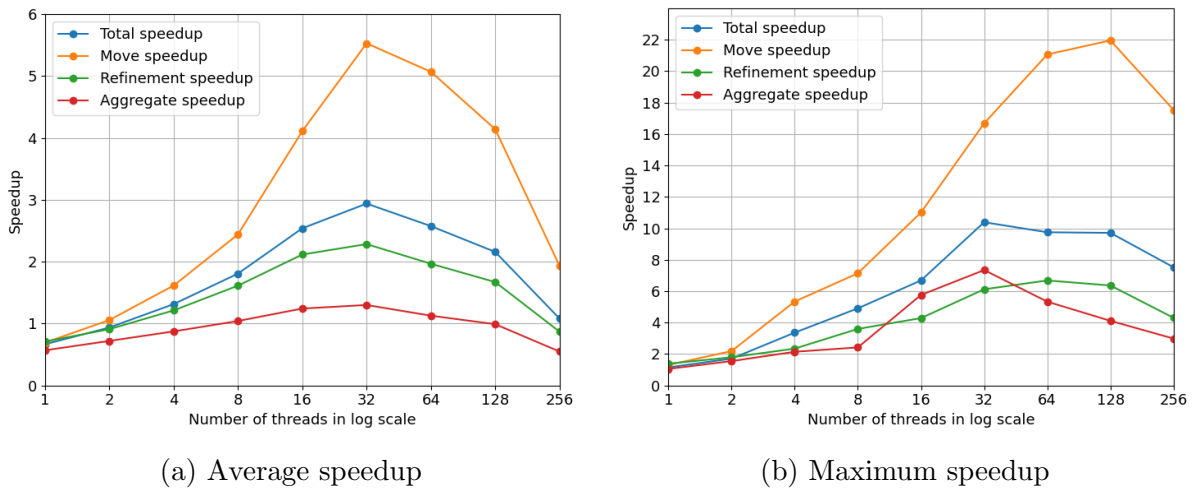 6
5
4
3
2
1
0
Speedup
Total speedup
Move speedup
Refinement speedup
Aggregate speedup
1 2 4 8 16 32 64 128 256
Number of threads in log scale
(a) Average speedup
22
20
18
16
14
12
10
8
6
4
2
0
Speedup
Total speedup
Move speedup
Refinement speedup
Aggregate speedup
1 2 4 8 16 32 64 128 256
Number of threads in log scale
(b) Maximum speedup